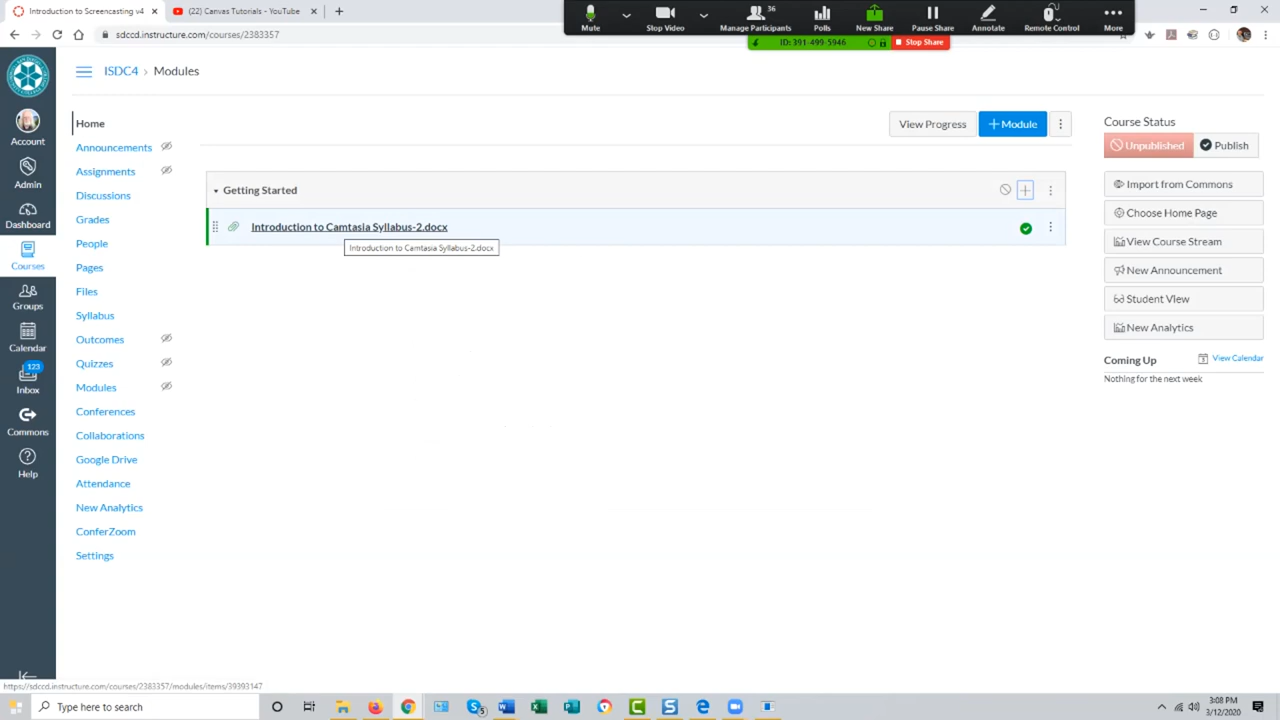 Introduction to Screencasting v4
(22) Canvas Tutorials - YouTube
sdccd.instructure.com/courses/2383357
Mute
Stop Video
Manage Participants
36
Polls
New Share
Pause Share
Annotate
Remote Control
More
ID: 391-499-5946
Stop Share
Account
Admin
Dashboard
Courses
Groups
Calendar
123
Inbox
Commons
Help
ISDC4 › Modules
Home
Announcements
Assignments
Discussions
Grades
People
Pages
Files
Syllabus
Outcomes
Quizzes
Modules
Conferences
Collaborations
Google Drive
Attendance
New Analytics
ConferZoom
Settings
View Progress
+ Module
Getting Started
Introduction to Camtasia Syllabus-2.docx
Introduction to Camtasia Syllabus-2.docx
Course Status
Unpublished
Publish
Import from Commons
Choose Home Page
View Course Stream
New Announcement
Student View
New Analytics
Coming Up
View Calendar
Nothing for the next week
https://sdccd.instructure.com/courses/2383357/modules/items/39393147
Type here to search
5
3:08 PM
3/12/2020